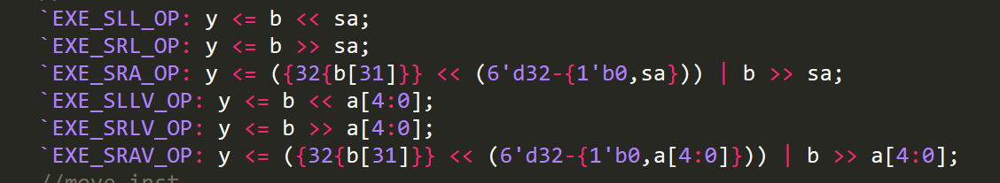 `EXE_SLL_OP: y <= b << sa;
`EXE_SRL_OP: y <= b >> sa;
`EXE_SRA_OP: y <= ({32{b[31]}} << (6'd32-{1'b0,sa})) | b >> sa;
`EXE_SLLV_OP: y <= b << a[4:0];
`EXE_SRLV_OP: y <= b >> a[4:0];
`EXE_SRAV_OP: y <= ({32{b[31]}} << (6'd32-{1'b0,a[4:0]})) | b >> a[4:0];
//move inst